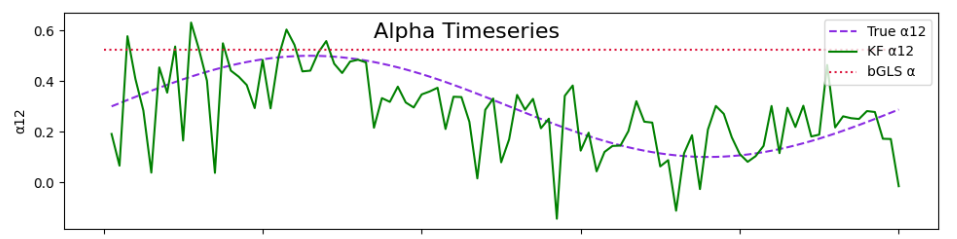 Alpha Timeseries
True α12
KF α12
bGLS α
α12
0.6
0.4
0.2
0.0